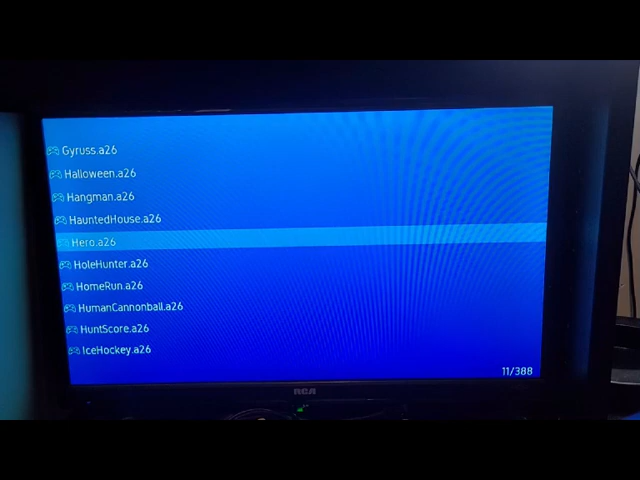 Gyruss.a26
Halloween.a26
Hangman.a26
HauntedHouse.a26
Hero.a26
HoleHunter.a26
HomeRun.a26
HumanCannonball.a26
HuntScore.a26
IceHockey.a26
11/388
RCA